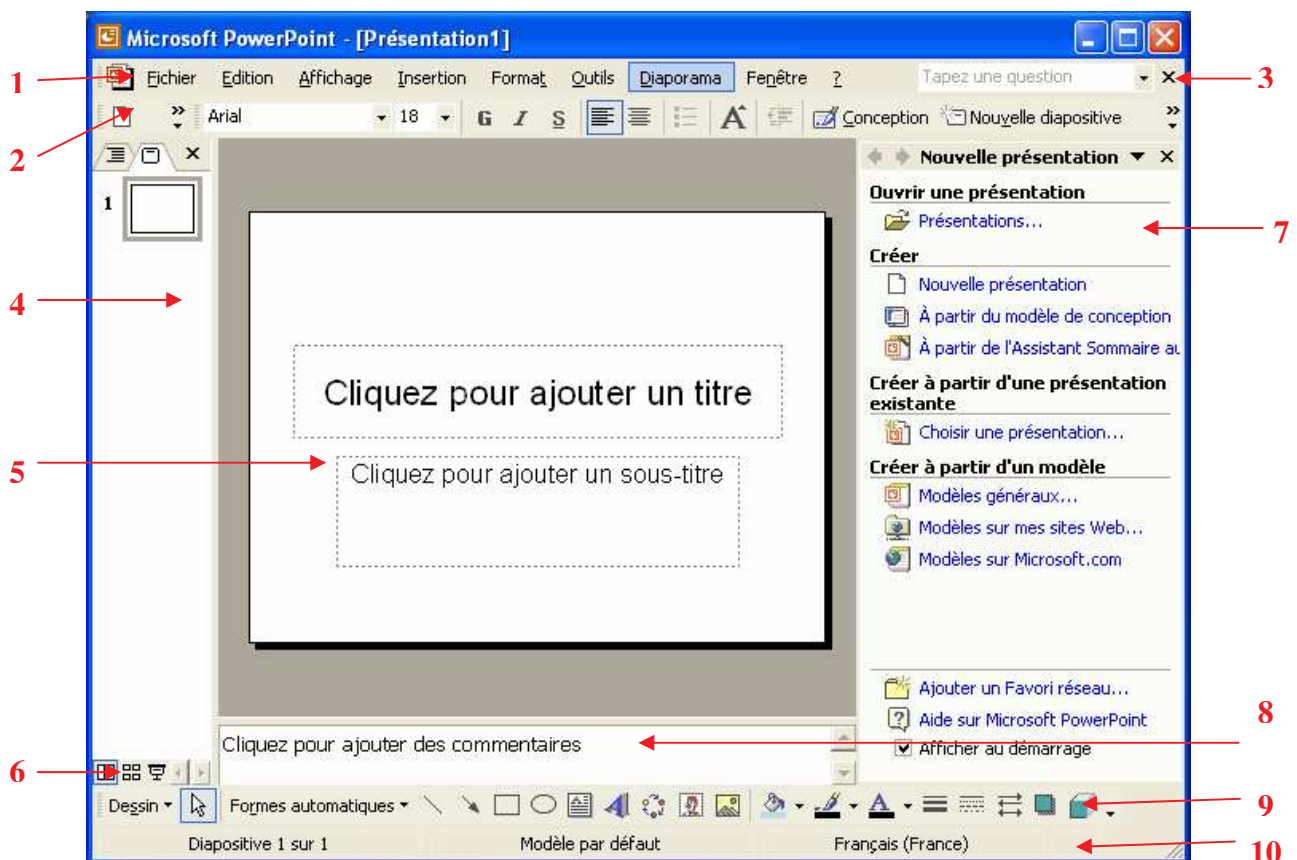 Microsoft PowerPoint - [Présentation1]
1
Fichier Edition Affichage Insertion Format Outils Diaporama Fenêtre ? Tapez une question
3
2
Arial 18 G I S Conception Nouvelle diapositive
Nouvelle présentation
1
Ouvrir une présentation
Présentations...
7
Créer
Nouvelle présentation
4
À partir du modèle de conception
À partir de l'Assistant Sommaire au
Créer à partir d'une présentation
existante
Choisir une présentation...
Cliquez pour ajouter un titre
5
Cliquez pour ajouter un sous-titre
Créer à partir d'un modèle
Modèles généraux...
Modèles sur mes sites Web...
Modèles sur Microsoft.com
Ajouter un Favori réseau...
8
Aide sur Microsoft PowerPoint
Afficher au démarrage
Cliquez pour ajouter des commentaires
6
Dessin Formes automatiques A
9
Diapositive 1 sur 1 Modèle par défaut Français (France)
10